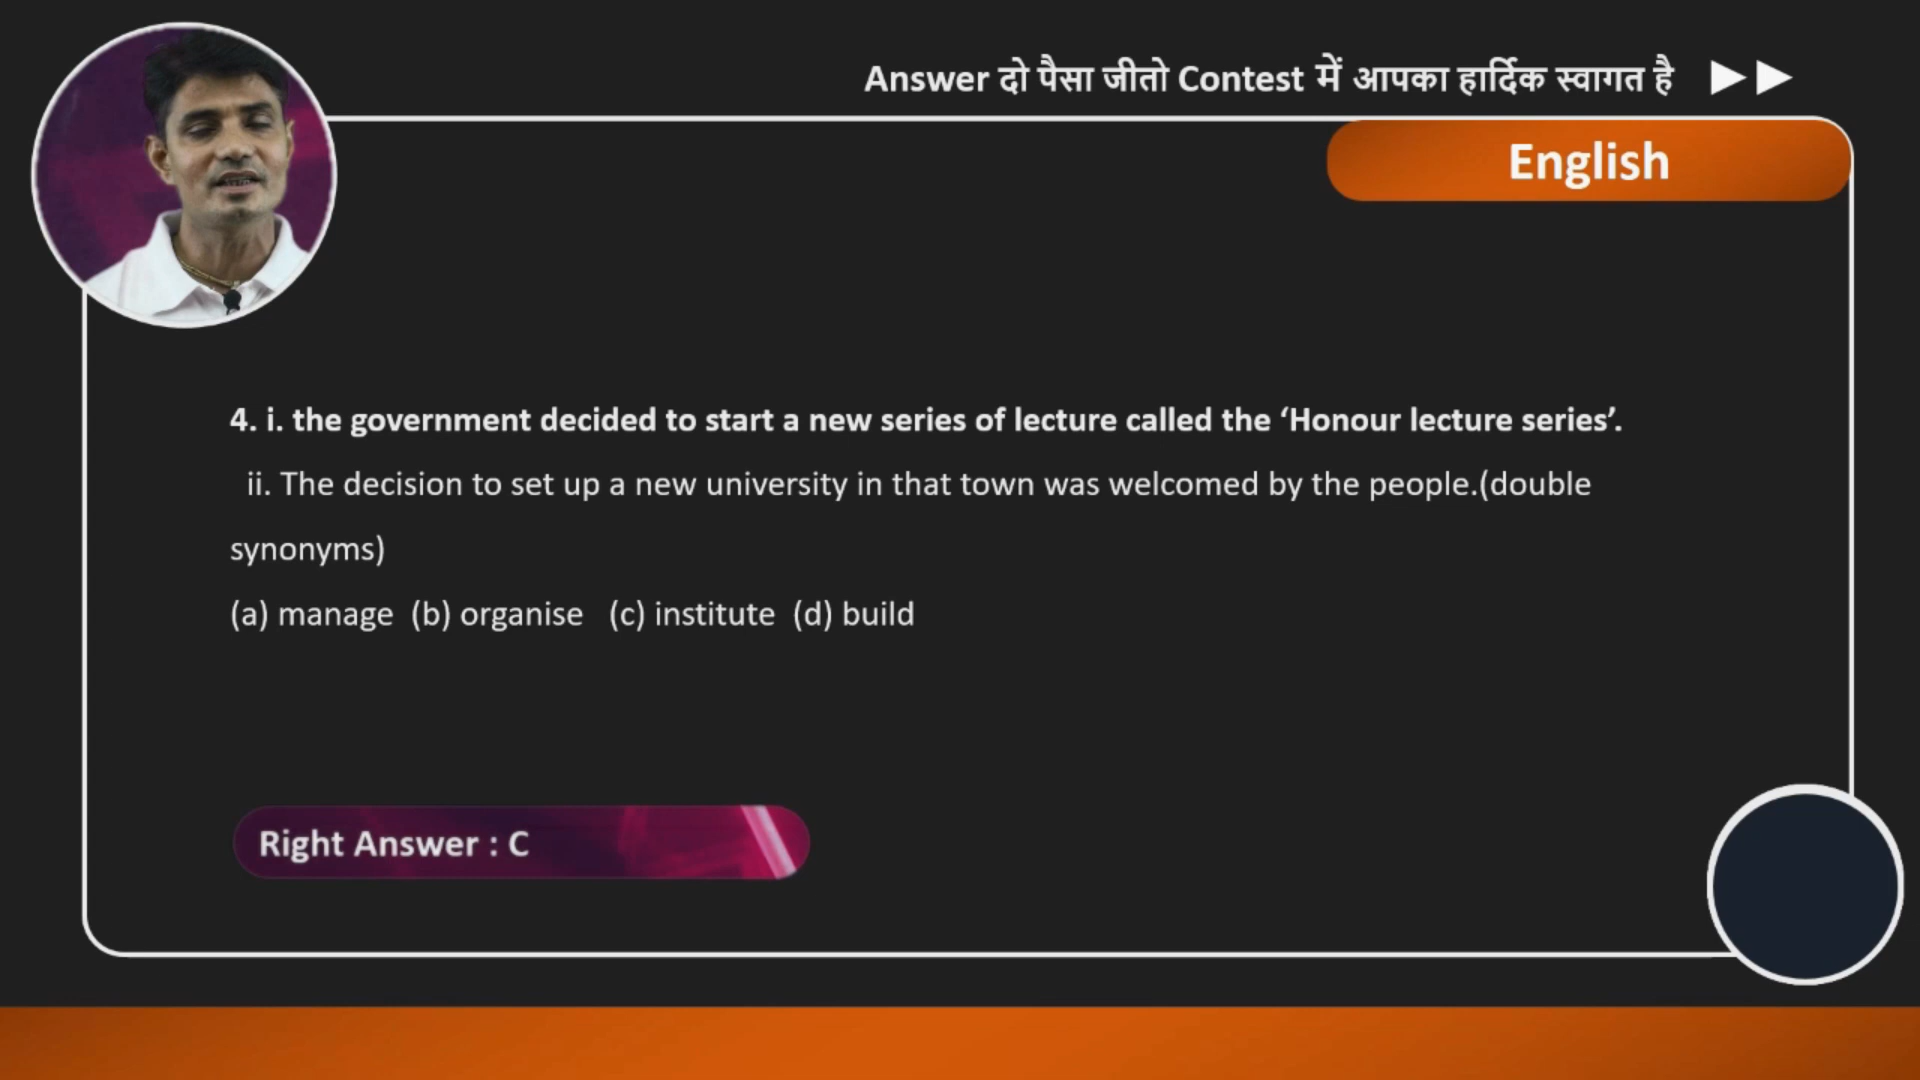 Answer दो पैसा जीतो Contest में आपका हार्दिक स्वागत है
English
4. i. the government decided to start a new series of lecture called the ‘Honour lecture series’.
ii. The decision to set up a new university in that town was welcomed by the people.(double
synonyms)
(a) manage (b) organise (c) institute (d) build
Right Answer : C